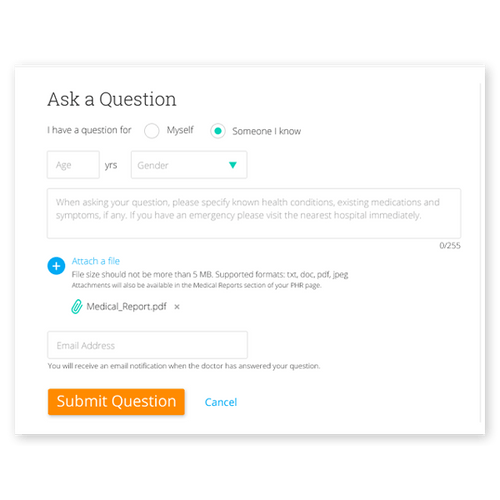 Ask a Question
I have a question for Myself Someone I know
Age yrs Gender
When asking your question, please specify known health conditions, existing medications and
symptoms, if any. If you have an emergency please visit the nearest hospital immediately.
0/255
Attach a file
File size should not be more than 5 MB. Supported formats: txt, doc, pdf, jpeg
Attachments will also be available in the Medical Reports section of your PHR page.
Medical_Report.pdf ×
Email Address
You will receive an email notification when the doctor has answered your question.
Submit Question Cancel